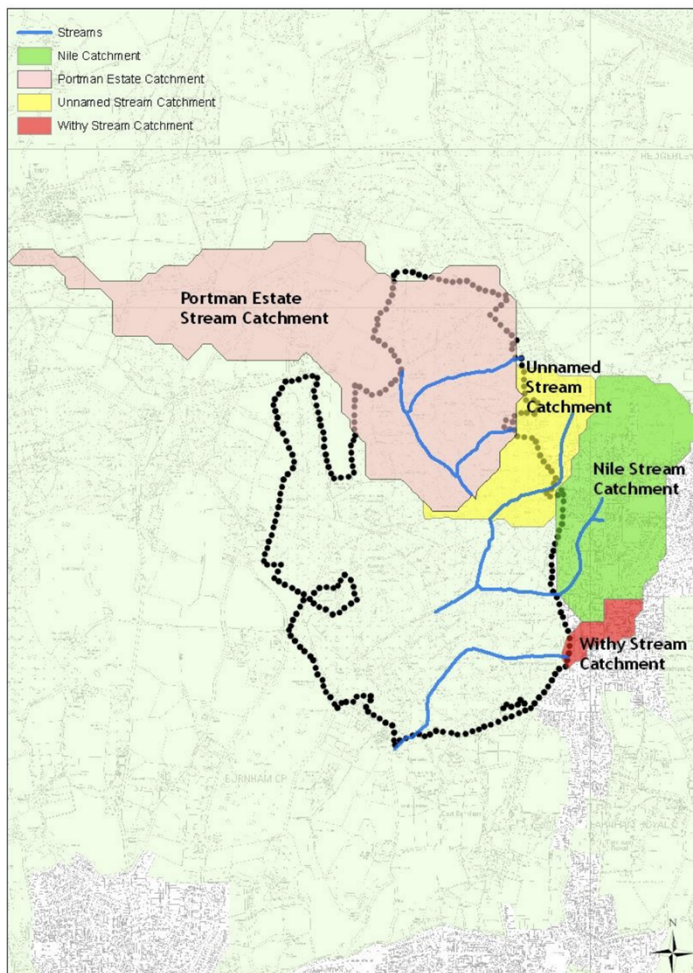 Streams
Nile Catchment
Portman Estate Catchment
Unnamed Stream Catchment
Withy Stream Catchment
Portman Estate
Stream Catchment
Unnamed
Stream
Catchment
Nile Stream
Catchment
Withy Stream
Catchment
BURNHAM CP
N